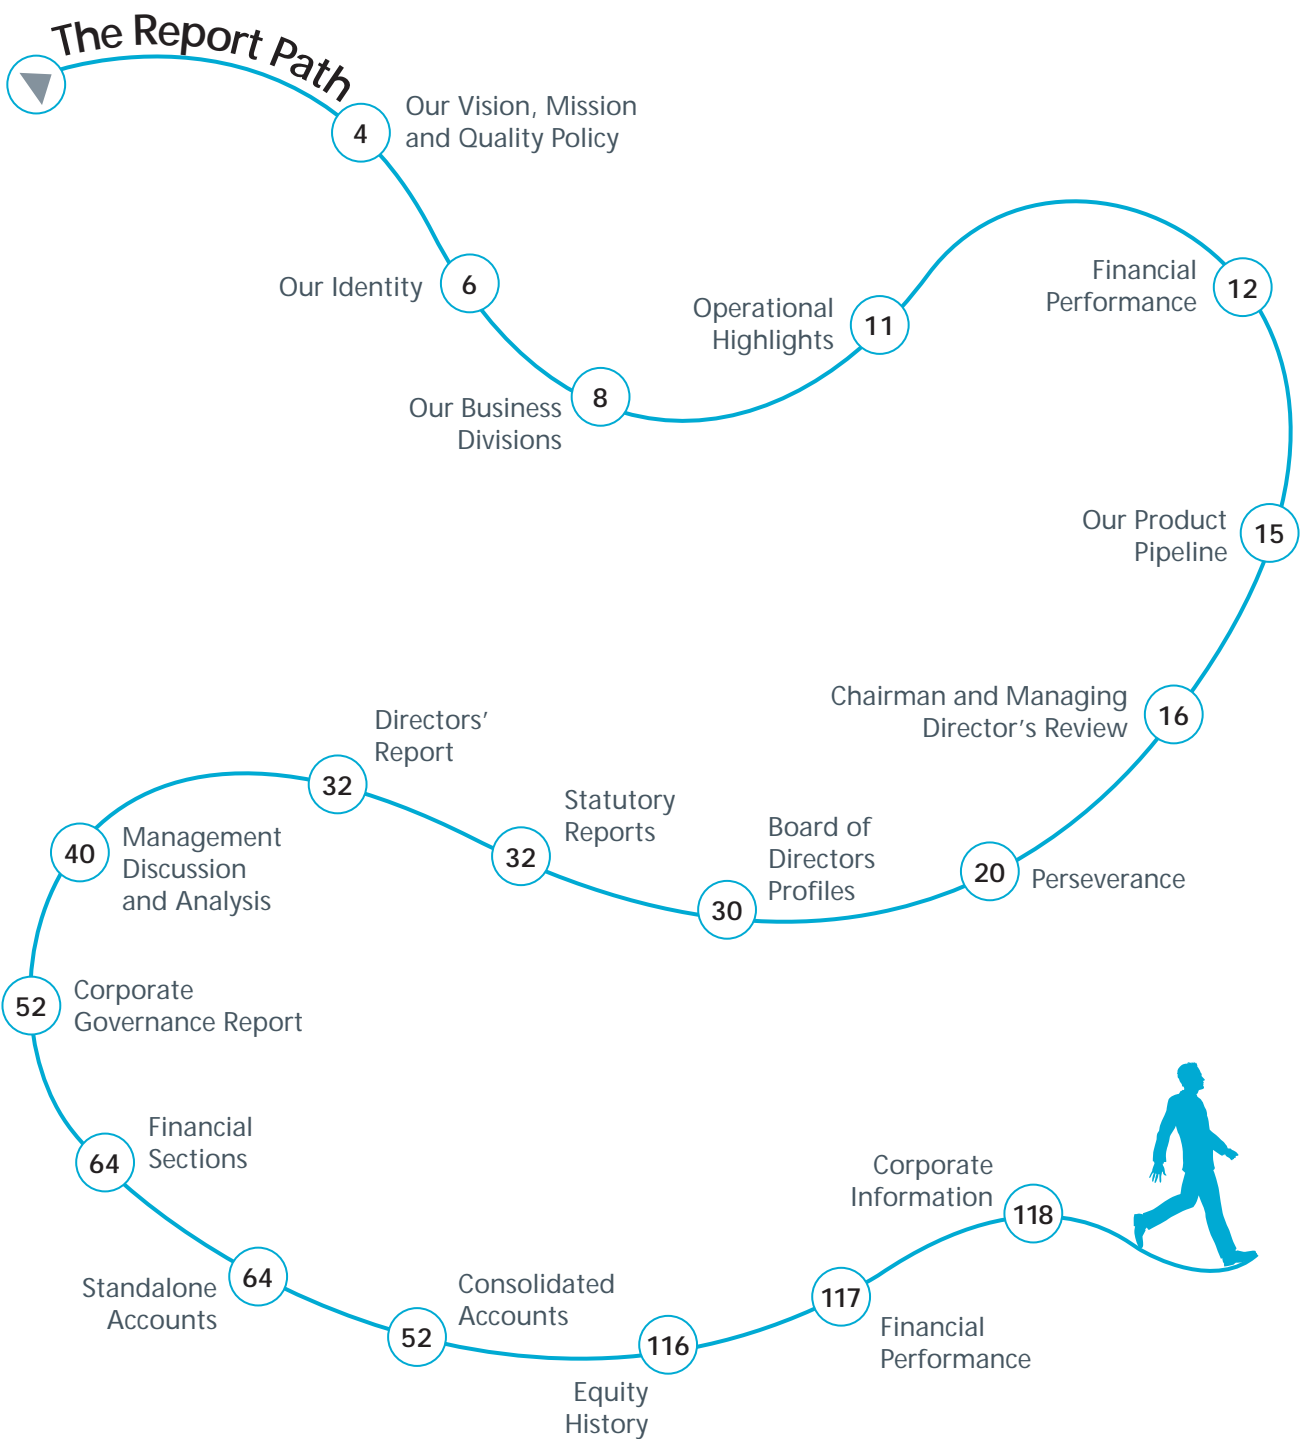 The Report Path
4
Our Vision, Mission
and Quality Policy
6
Our Identity
8
Our Business
Divisions
11
Operational
Highlights
12
Financial
Performance
15
Our Product
Pipeline
16
Chairman and Managing
Director’s Review
20
Perseverance
30
Board of
Directors
Profiles
32
Statutory
Reports
32
Directors’
Report
40
Management
Discussion
and Analysis
52
Corporate
Governance Report
64
Financial
Sections
64
Standalone
Accounts
52
Consolidated
Accounts
116
Equity
History
117
Financial
Performance
118
Corporate
Information